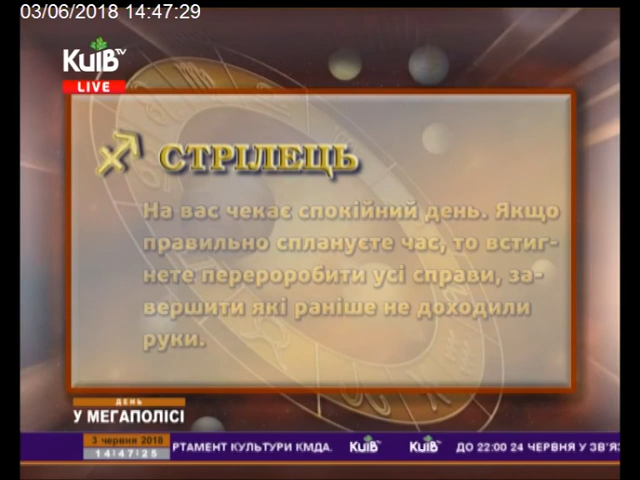 03/06/2018 14:47:29
КиїВ TV
LIVE
СТРІЛЕЦЬ
На вас чекає спокійний день. Якщо
правильно сплануєте час, то встиг-
нете перероробити усі справи, за-
вершити які раніше не доходили
руки.
ДЕНЬ
У МЕГАПОЛІСІ
3 червня 2018
14:47:25
РТАМЕНТ КУЛЬТУРИ КМДА. КиїВ КиїВ ДО 22:00 24 ЧЕРВНЯ У ЗВ'ЯЗ